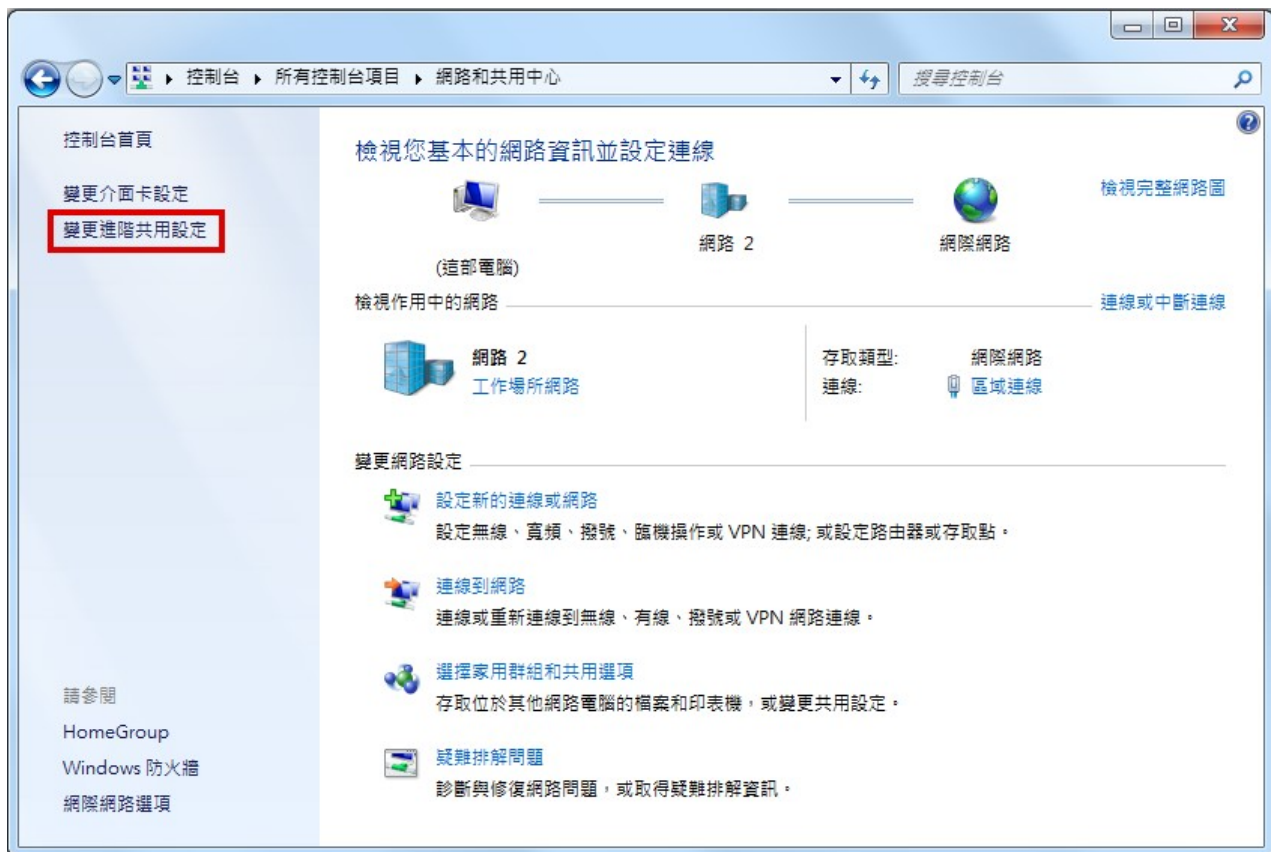 控制台 ▸ 所有控制台項目 ▸ 網路和共用中心
搜尋控制台
控制台首頁
變更介面卡設定
變更進階共用設定
請參閱
HomeGroup
Windows 防火牆
網際網路選項
檢視您基本的網路資訊並設定連線
檢視完整網路圖
(這部電腦)
網路 2
網際網路
檢視作用中的網路
連線或中斷連線
網路 2
工作場所網路
存取類型: 網際網路
連線: 區域連線
變更網路設定
設定新的連線或網路
設定無線、寬頻、撥號、臨機操作或 VPN 連線; 或設定路由器或存取點。
連線到網路
連線或重新連線到無線、有線、撥號或 VPN 網路連線。
選擇家用群組和共用選項
存取位於其他網路電腦的檔案和印表機，或變更共用設定。
疑難排解問題
診斷與修復網路問題，或取得疑難排解資訊。